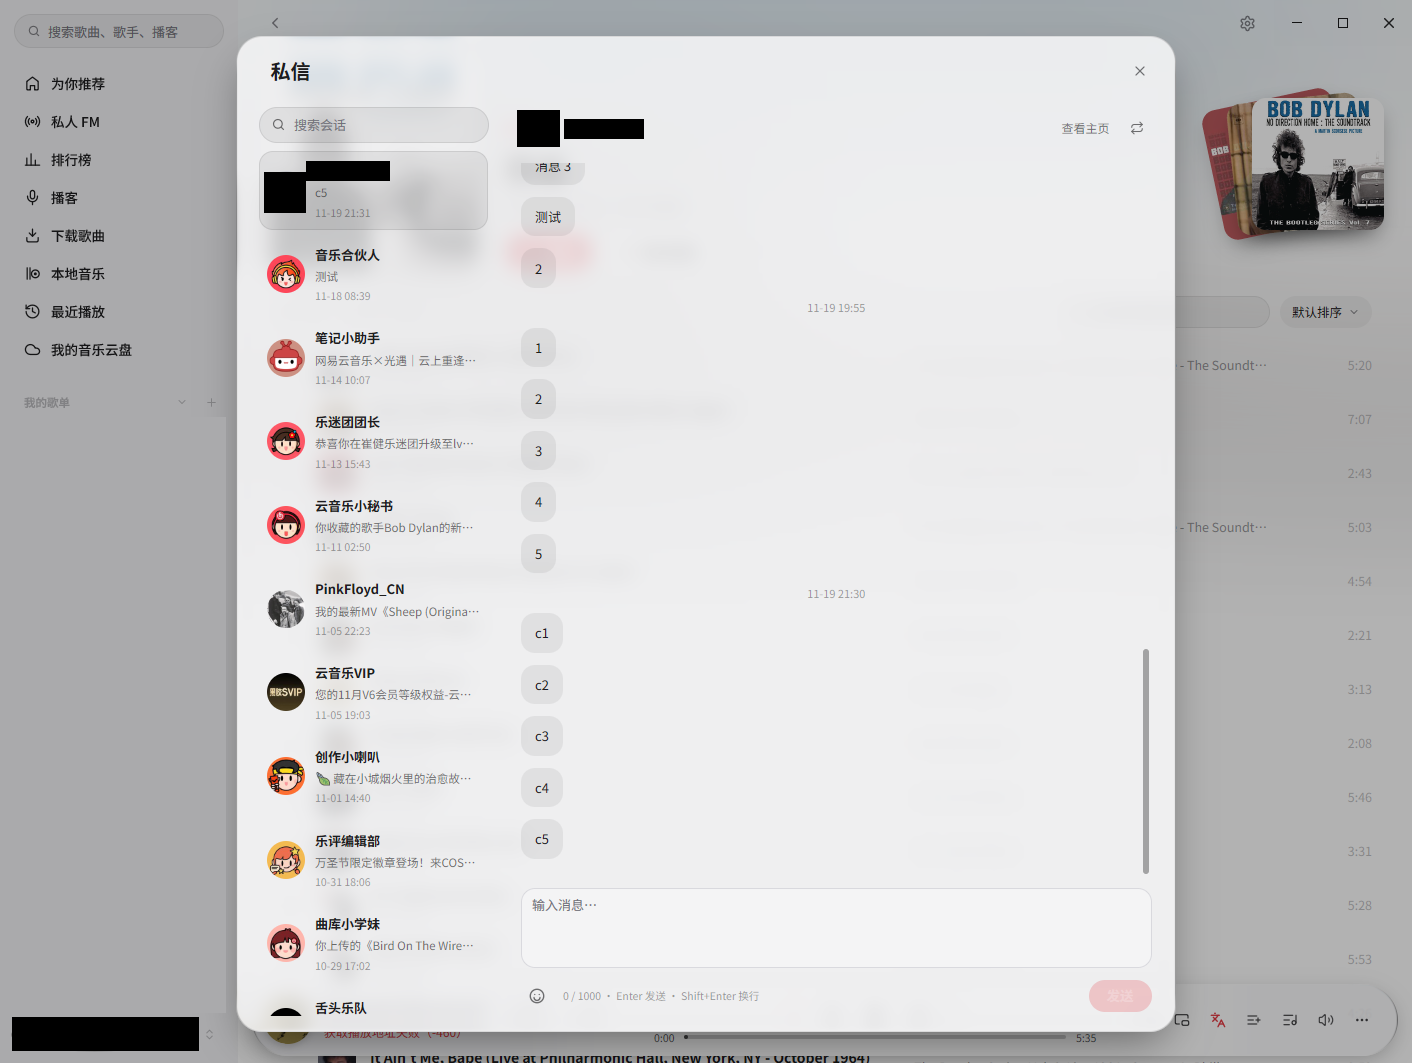 搜索歌曲、歌手、播客
为你推荐
私人 FM
排行榜
播客
下载歌曲
本地音乐
最近播放
我的音乐云盘
我的歌单
私信
搜索会话
c5
11-19 21:31
音乐合伙人
测试
11-18 08:39
笔记小助手
网易云音乐×光遇｜云上重逢…
11-14 10:07
乐迷团团长
恭喜你在崔健乐迷团升级至lv…
11-13 15:43
云音乐小秘书
你收藏的歌手Bob Dylan的新…
11-11 02:50
PinkFloyd_CN
我的最新MV《Sheep (Origina…
11-05 22:23
云音乐VIP
您的11月V6会员等级权益-云…
11-05 19:03
创作小喇叭
藏在小城烟火里的治愈故…
11-01 14:40
乐评编辑部
万圣节限定徽章登场！来COS…
10-31 18:06
曲库小学妹
你上传的《Bird On The Wire…
10-29 17:02
舌头乐队
查看主页
消息 3
测试
2
11-19 19:55
1
2
3
4
5
11-19 21:30
c1
c2
c3
c4
c5
输入消息…
0 / 1000 • Enter 发送 • Shift+Enter 换行
发送
BOB DYLAN
NO DIRECTION HOME : THE SOUNDTRACK
A MARTIN SCORSESE PICTURE
THE BOOTLEG SERIES Vol. 7
BOB
默认排序
- The Soundt… 5:20
7:07
2:43
- The Soundt… 5:03
4:54
2:21
3:13
2:08
5:46
3:31
5:28
5:53
获取播放地址失败（-460）
0:00
5:35
It Ain't Me, Babe (Live at Philharmonic Hall, New York, NY - October 1964)